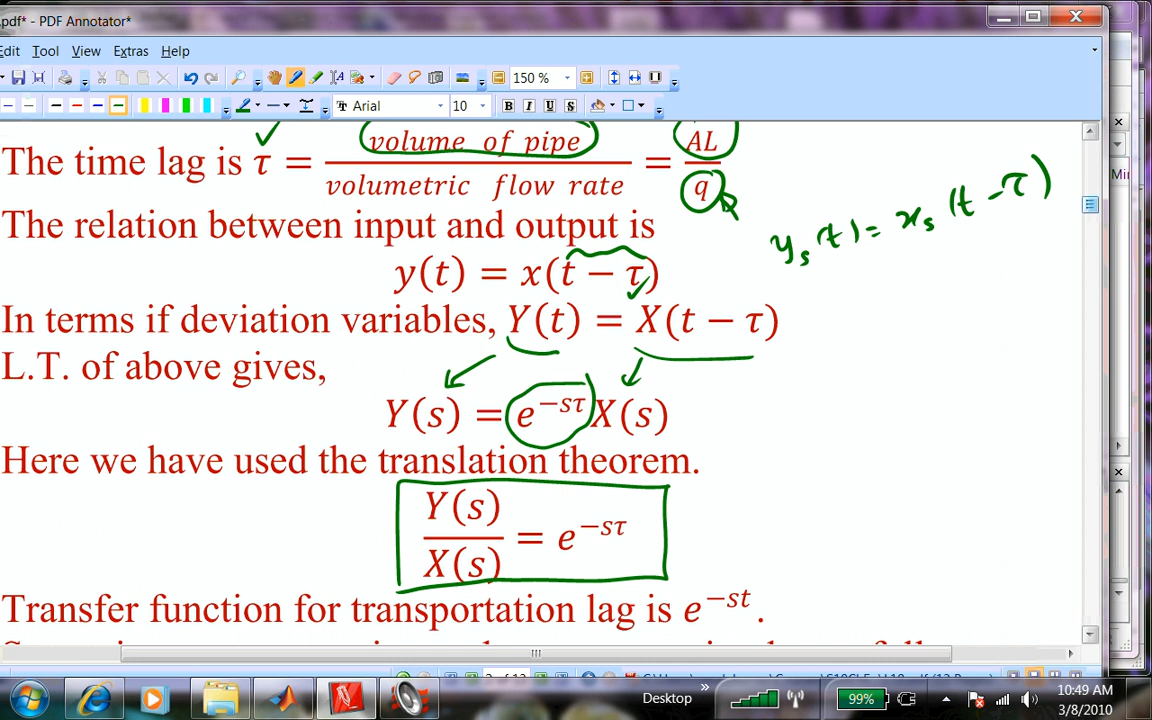 .pdf* - PDF Annotator*
Edit Tool View Extras Help
150 %
Arial 10 B I U S
The time lag is τ = volume of pipe / volumetric flow rate = AL / q
yₛ(t) = xₛ(t − τ)
The relation between input and output is
y(t) = x(t − τ)
In terms if deviation variables, Y(t) = X(t − τ)
L.T. of above gives,
Y(s) = e^{−sτ}X(s)
Here we have used the translation theorem.
Y(s) / X(s) = e^{−sτ}
Transfer function for transportation lag is e^{−st}.
Desktop
99%
10:49 AM
3/8/2010